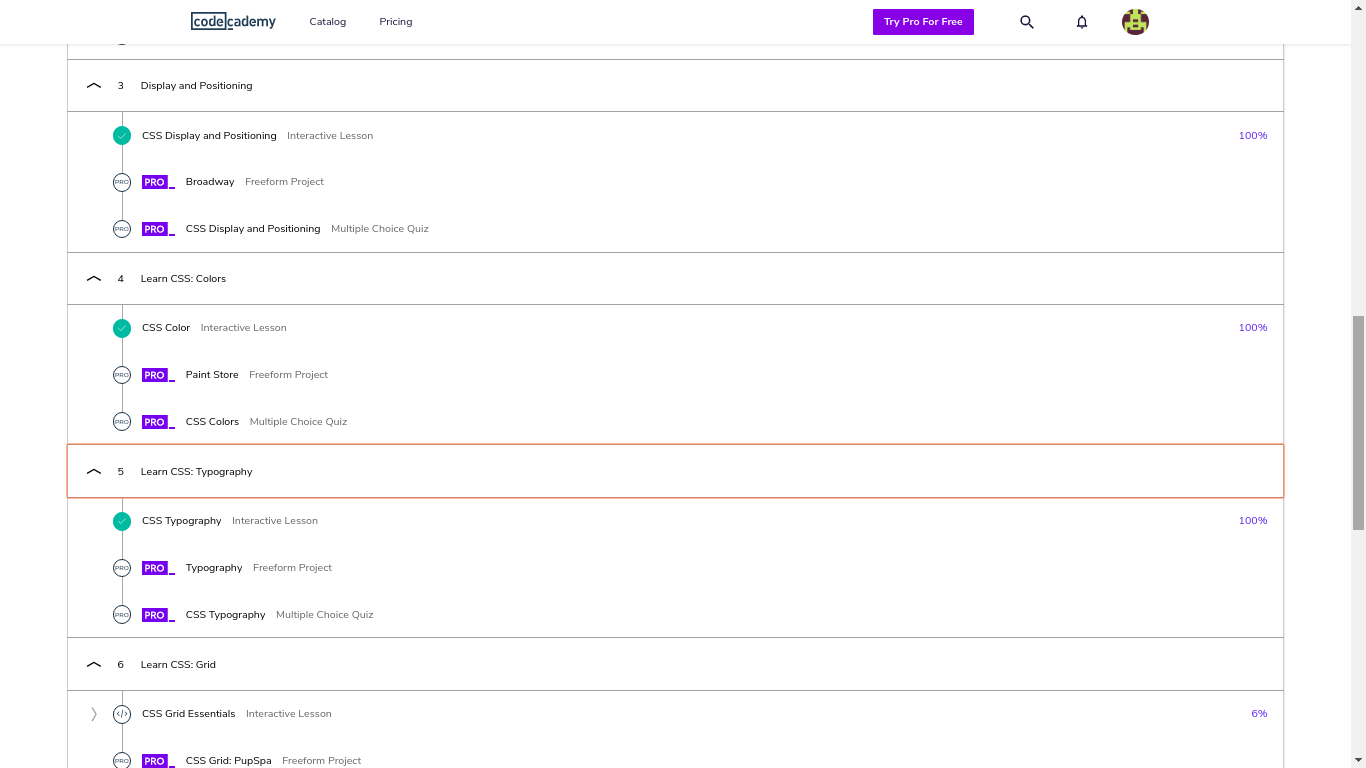 codecademy Catalog Pricing Try Pro For Free
3 Display and Positioning
CSS Display and Positioning Interactive Lesson 100%
PRO PRO Broadway Freeform Project
PRO PRO CSS Display and Positioning Multiple Choice Quiz
4 Learn CSS: Colors
CSS Color Interactive Lesson 100%
PRO PRO Paint Store Freeform Project
PRO PRO CSS Colors Multiple Choice Quiz
5 Learn CSS: Typography
CSS Typography Interactive Lesson 100%
PRO PRO Typography Freeform Project
PRO PRO CSS Typography Multiple Choice Quiz
6 Learn CSS: Grid
</> CSS Grid Essentials Interactive Lesson 6%
PRO PRO CSS Grid: PupSpa Freeform Project